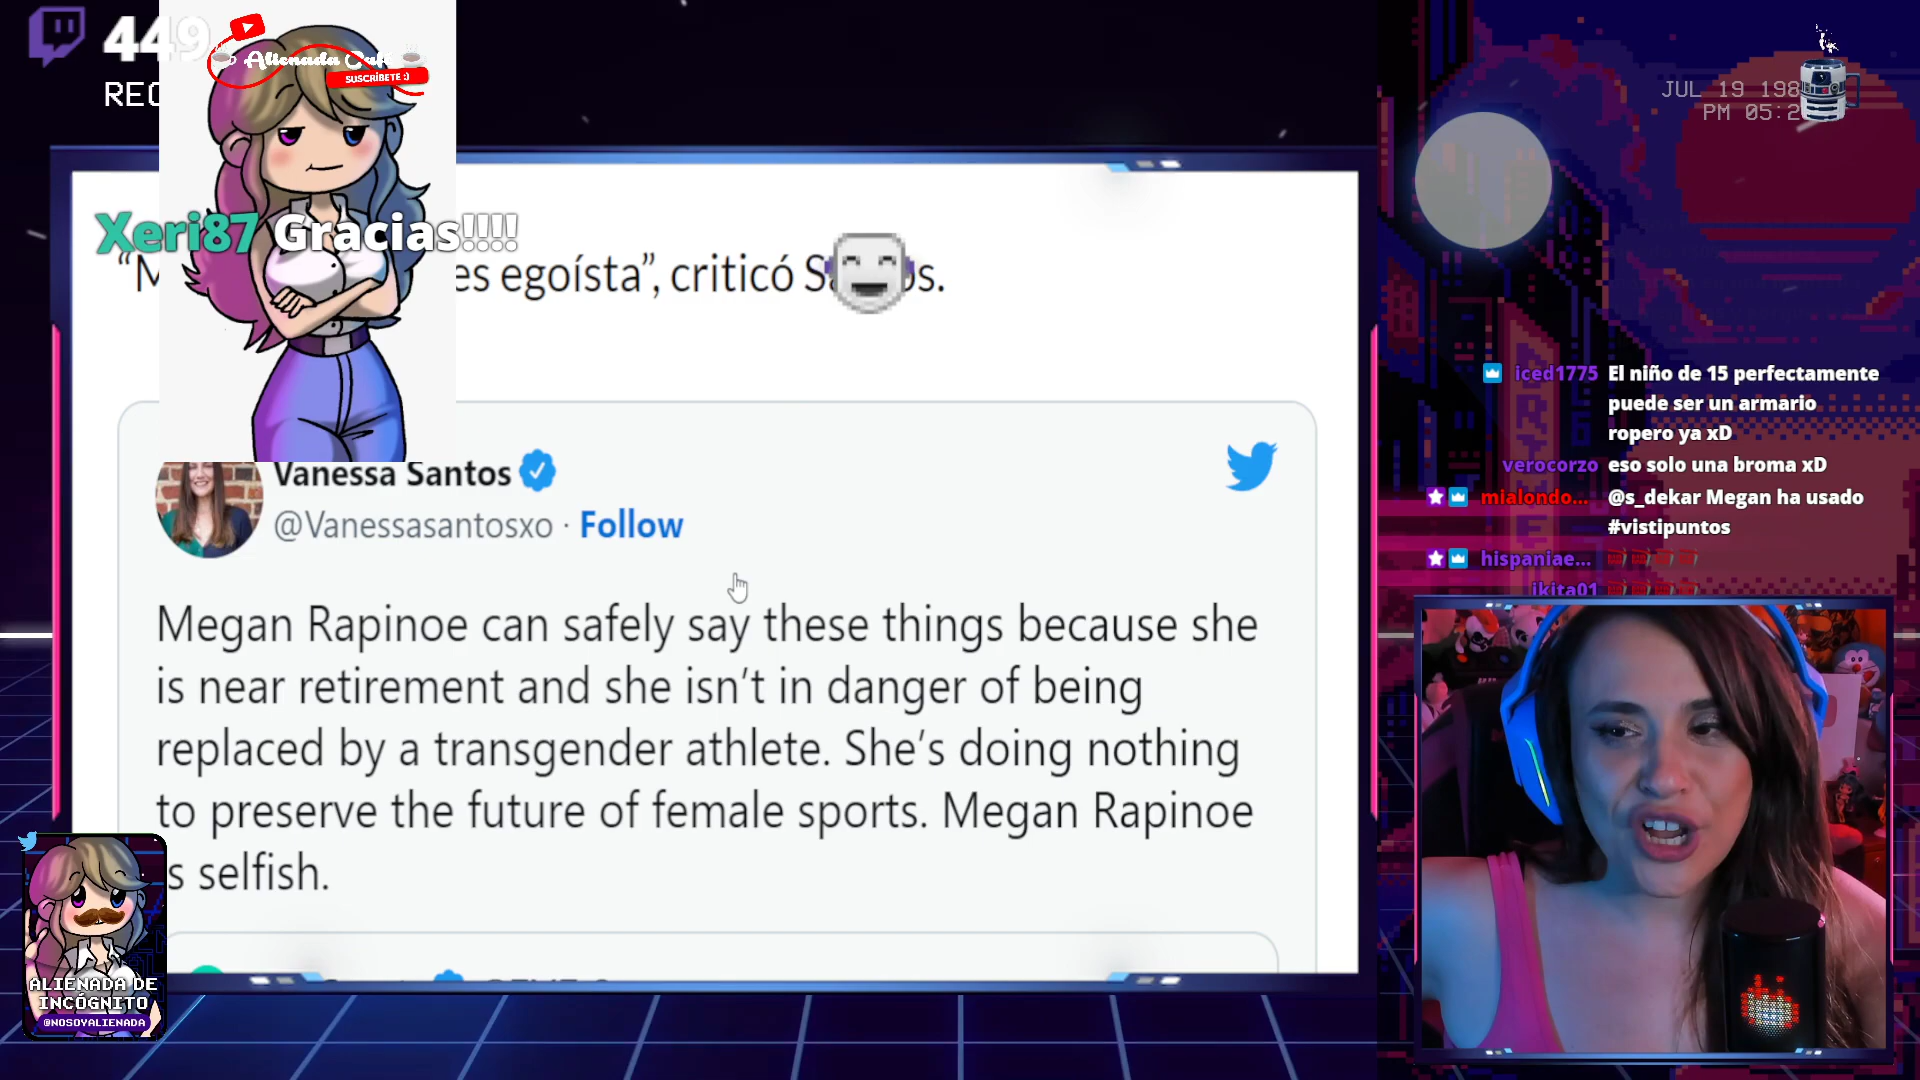 449
REC
Alienada Café
SUSCRÍBETE :)
JUL 19 198
PM 05:2
Xeri87 Gracias!!!!
“M es egoísta”, criticó S s.
Vanessa Santos
@Vanessasantosxo · Follow
Megan Rapinoe can safely say these things because she
is near retirement and she isn’t in danger of being
replaced by a transgender athlete. She’s doing nothing
to preserve the future of female sports. Megan Rapinoe
s selfish.
iced1775 El niño de 15 perfectamente
puede ser un armario
ropero ya xD
verocorzo eso solo una broma xD
mialondo... @s_dekar Megan ha usado
#vistipuntos
hispaniae...
ikita01
ALIENADA DE
INCÓGNITO
@NOSOYALIENADA